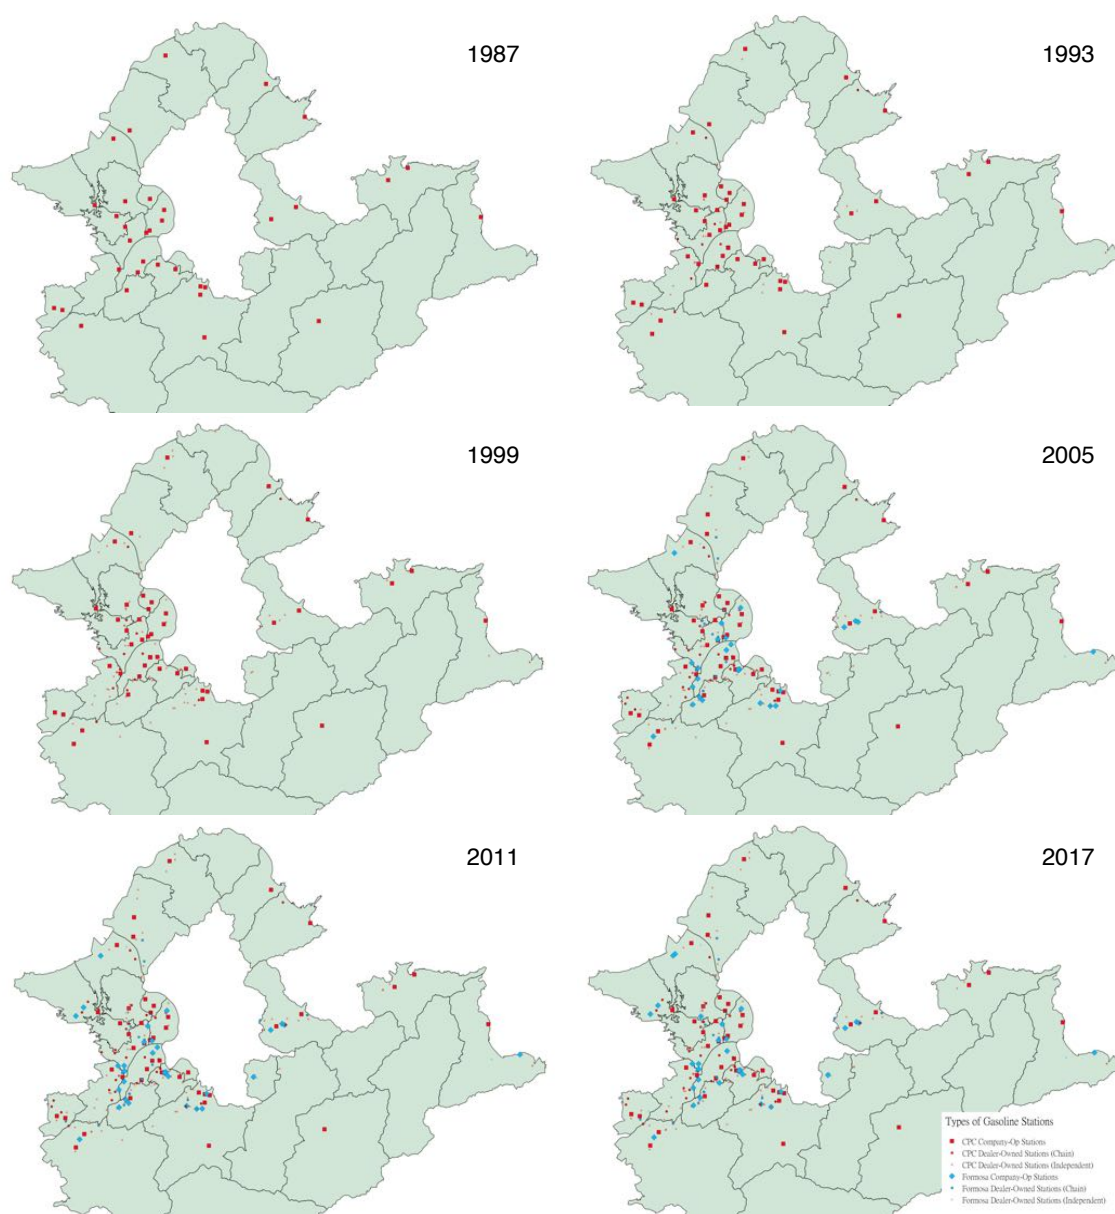 1987
1993
1999
2005
2011
2017
Types of Gasoline Stations
CPC Company-Op Stations
CPC Dealer-Owned Stations (Chain)
CPC Dealer-Owned Stations (Independent)
Formosa Company-Op Stations
Formosa Dealer-Owned Stations (Chain)
Formosa Dealer-Owned Stations (Independent)